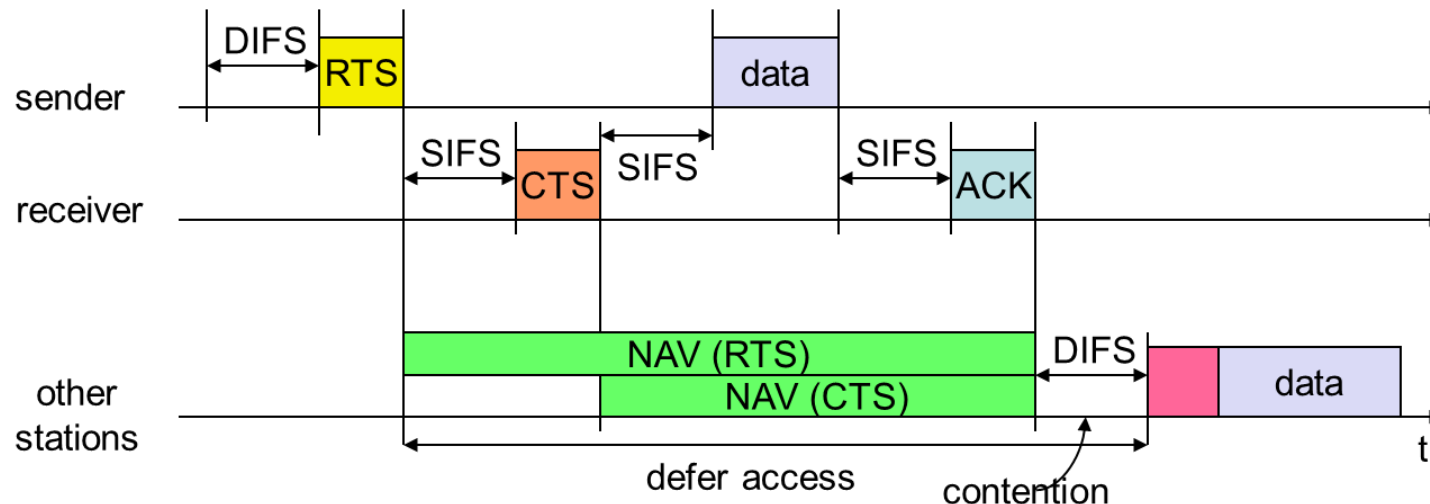 DIFS
RTS
data
sender
SIFS
CTS
SIFS
SIFS
ACK
receiver
NAV (RTS)
DIFS
NAV (CTS)
data
other
stations
t
defer access
contention